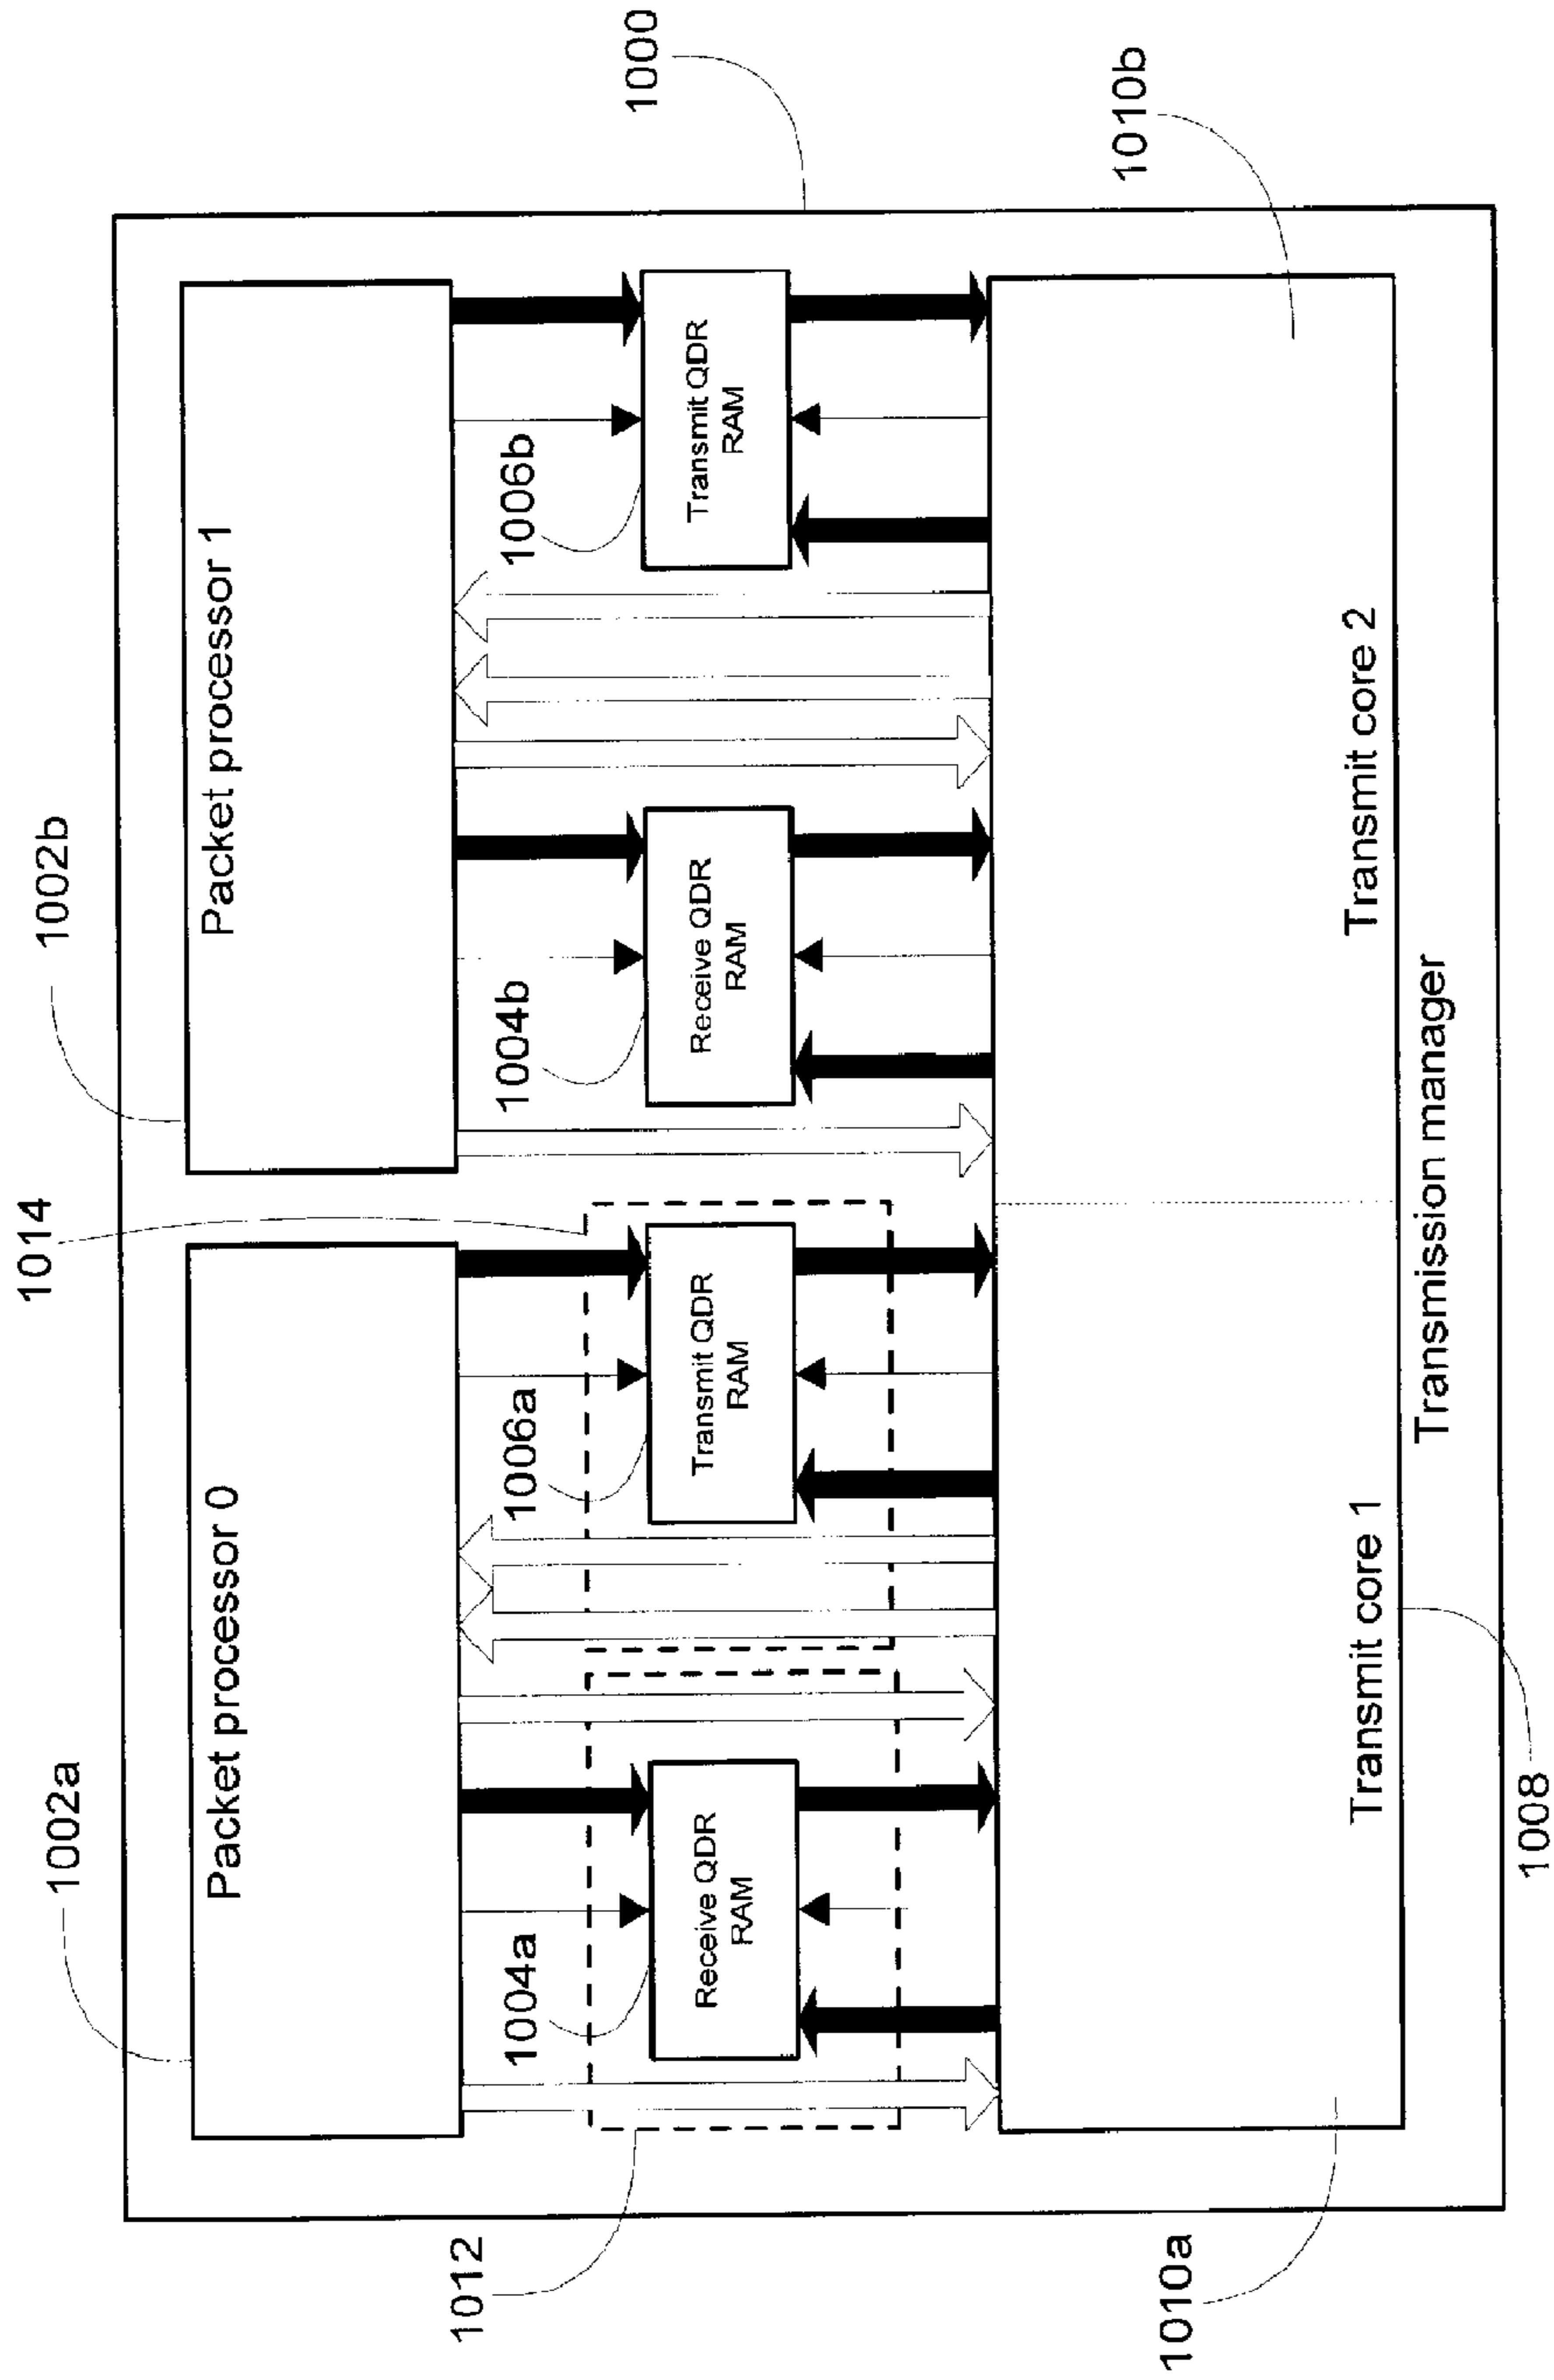 1002a
1014
1002b
Packet processor 0
Packet processor 1
1012
1004a
1006a
1004b
1006b
1000
Receive QDR
RAM
Transmit QDR
RAM
Receive QDR
RAM
Transmit QDR
RAM
1010a
1010b
Transmit core 1
Transmit core 2
Transmission manager
1008